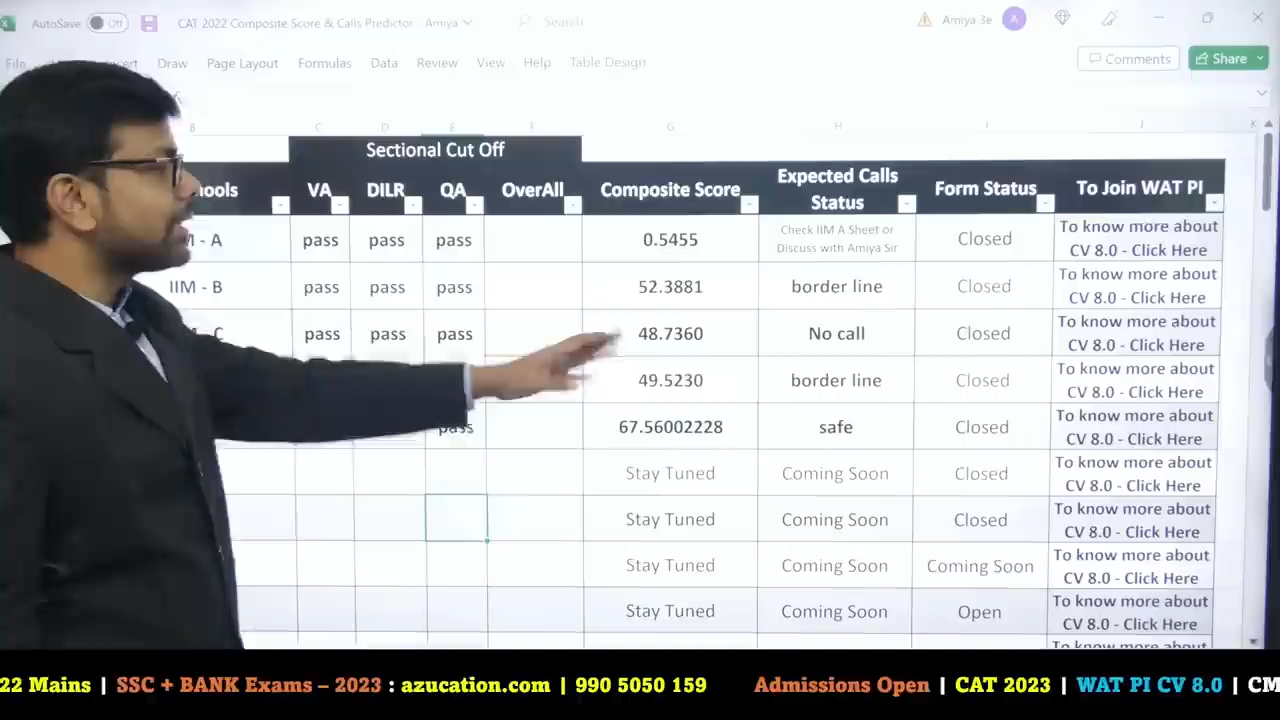 AutoSave Off CAT 2022 Composite Score & Calls Predictor Amiya Search Amiya 3e A
File Insert Draw Page Layout Formulas Data Review View Help Table Design Comments Share
B C D E F G H I J K
Sectional Cut Off
VA DILR QA OverAll Composite Score Expected Calls Status Form Status To Join WAT PI
pass pass pass 0.5455 Check IIM A Sheet or Discuss with Amiya Sir Closed To know more about CV 8.0 - Click Here
IIM - B pass pass pass 52.3881 border line Closed To know more about CV 8.0 - Click Here
pass pass pass 48.7360 No call Closed To know more about CV 8.0 - Click Here
49.5230 border line Closed To know more about CV 8.0 - Click Here
pass 67.56002228 safe Closed To know more about CV 8.0 - Click Here
Stay Tuned Coming Soon Closed To know more about CV 8.0 - Click Here
Stay Tuned Coming Soon Closed To know more about CV 8.0 - Click Here
Stay Tuned Coming Soon Coming Soon To know more about CV 8.0 - Click Here
Stay Tuned Coming Soon Open To know more about CV 8.0 - Click Here
To know more about
22 Mains | SSC + BANK Exams – 2023 : azucation.com | 990 5050 159 Admissions Open | CAT 2023 | WAT PI CV 8.0 | CM